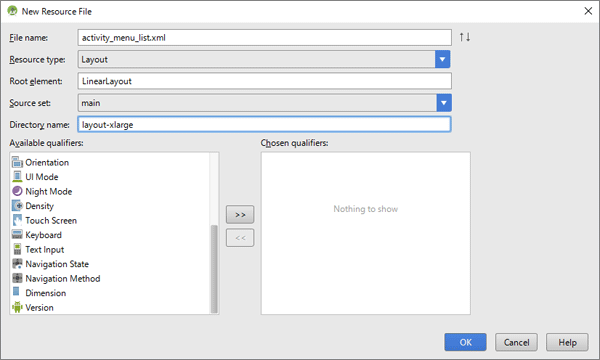 New Resource File
File name: activity_menu_list.xml
Resource type: Layout
Root element: LinearLayout
Source set: main
Directory name: layout-xlarge
Available qualifiers: Chosen qualifiers:
Orientation
UI Mode
Night Mode
Density
Touch Screen
Keyboard
Text Input
Navigation State
Navigation Method
Dimension
Version
>>
<<
Nothing to show
OK Cancel Help